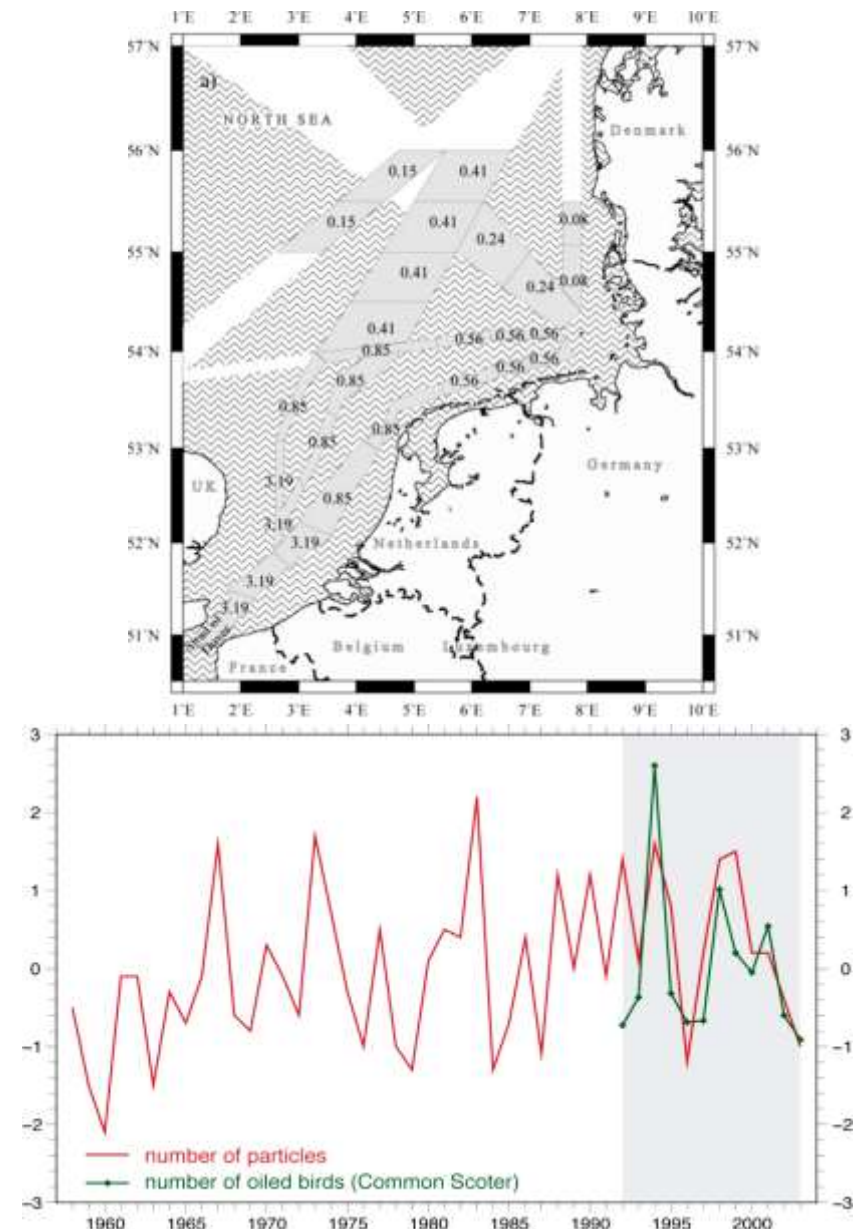 1°E 2°E 3°E 4°E 5°E 6°E 7°E 8°E 9°E 10°E
57°N 57°N
a)
NORTH SEA
Denmark
56°N 0.15 0.41 56°N
0.15 0.41 0.08
0.24
55°N 55°N
0.41 0.24 0.08
0.41 0.56 0.56 0.56
54°N 0.85 54°N
0.85 0.56 0.56 0.56
0.85
0.85 0.85
53°N 53°N
Germany
UK 3.19 0.85
3.19
52°N 3.19 Netherlands 52°N
3.19
3.19
51°N Strait of 51°N
Dover
Belgium Luxembourg
France
1°E 2°E 3°E 4°E 5°E 6°E 7°E 8°E 9°E 10°E
3 3
2 2
1 1
0 0
−1 −1
−2 −2
number of particles
number of oiled birds (Common Scoter)
−3 −3
1960 1965 1970 1975 1980 1985 1990 1995 2000